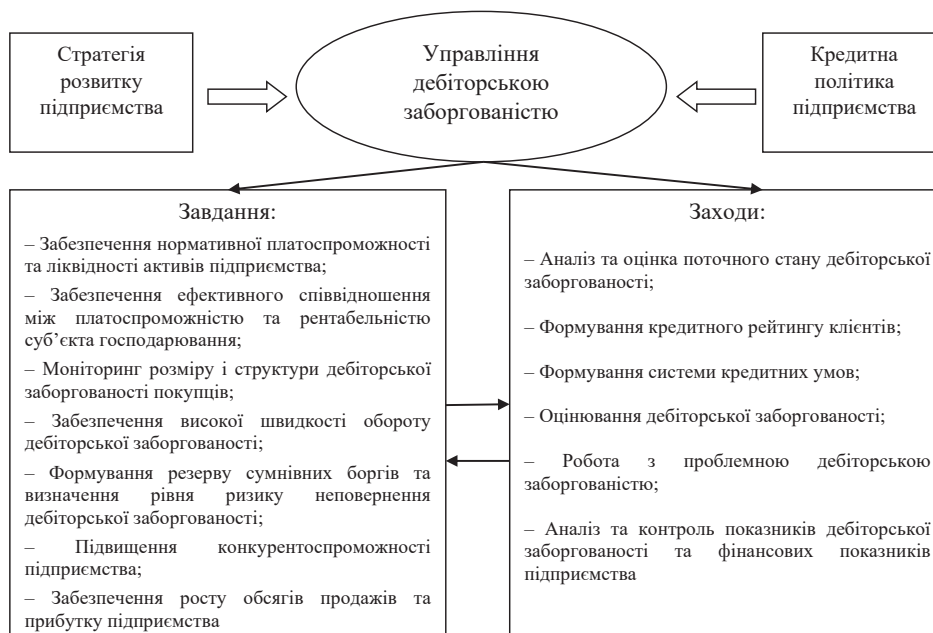 Стратегія
розвитку
підприємства
Управління
дебіторською
заборгованістю
Кредитна
політика
підприємства
Завдання:
– Забезпечення нормативної платоспроможності
та ліквідності активів підприємства;
– Забезпечення ефективного співвідношення
між платоспроможністю та рентабельністю
суб’єкта господарювання;
– Моніторинг розміру і структури дебіторської
заборгованості покупців;
– Забезпечення високої швидкості обороту
дебіторської заборгованості;
– Формування резерву сумнівних боргів та
визначення рівня ризику неповернення
дебіторської заборгованості;
– Підвищення конкурентоспроможності
підприємства;
– Забезпечення росту обсягів продажів та
прибутку підприємства
Заходи:
– Аналіз та оцінка поточного стану дебіторської
заборгованості;
– Формування кредитного рейтингу клієнтів;
– Формування системи кредитних умов;
– Оцінювання дебіторської заборгованості;
– Робота з проблемною дебіторською
заборгованістю;
– Аналіз та контроль показників дебіторської
заборгованості та фінансових показників
підприємства